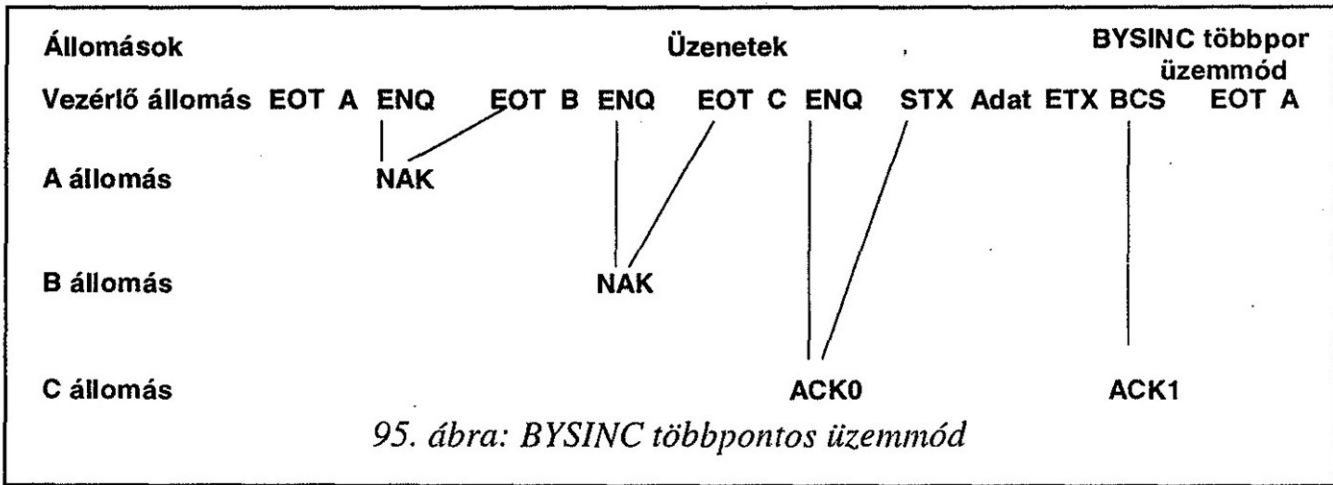 Állomások Üzenetek BYSINC többpor
üzemmód
Vezérlő állomás EOT A ENQ EOT B ENQ EOT C ENQ STX Adat ETX BCS EOT A
A állomás NAK
B állomás NAK
C állomás ACK0 ACK1
95. ábra: BYSINC többpontos üzemmód